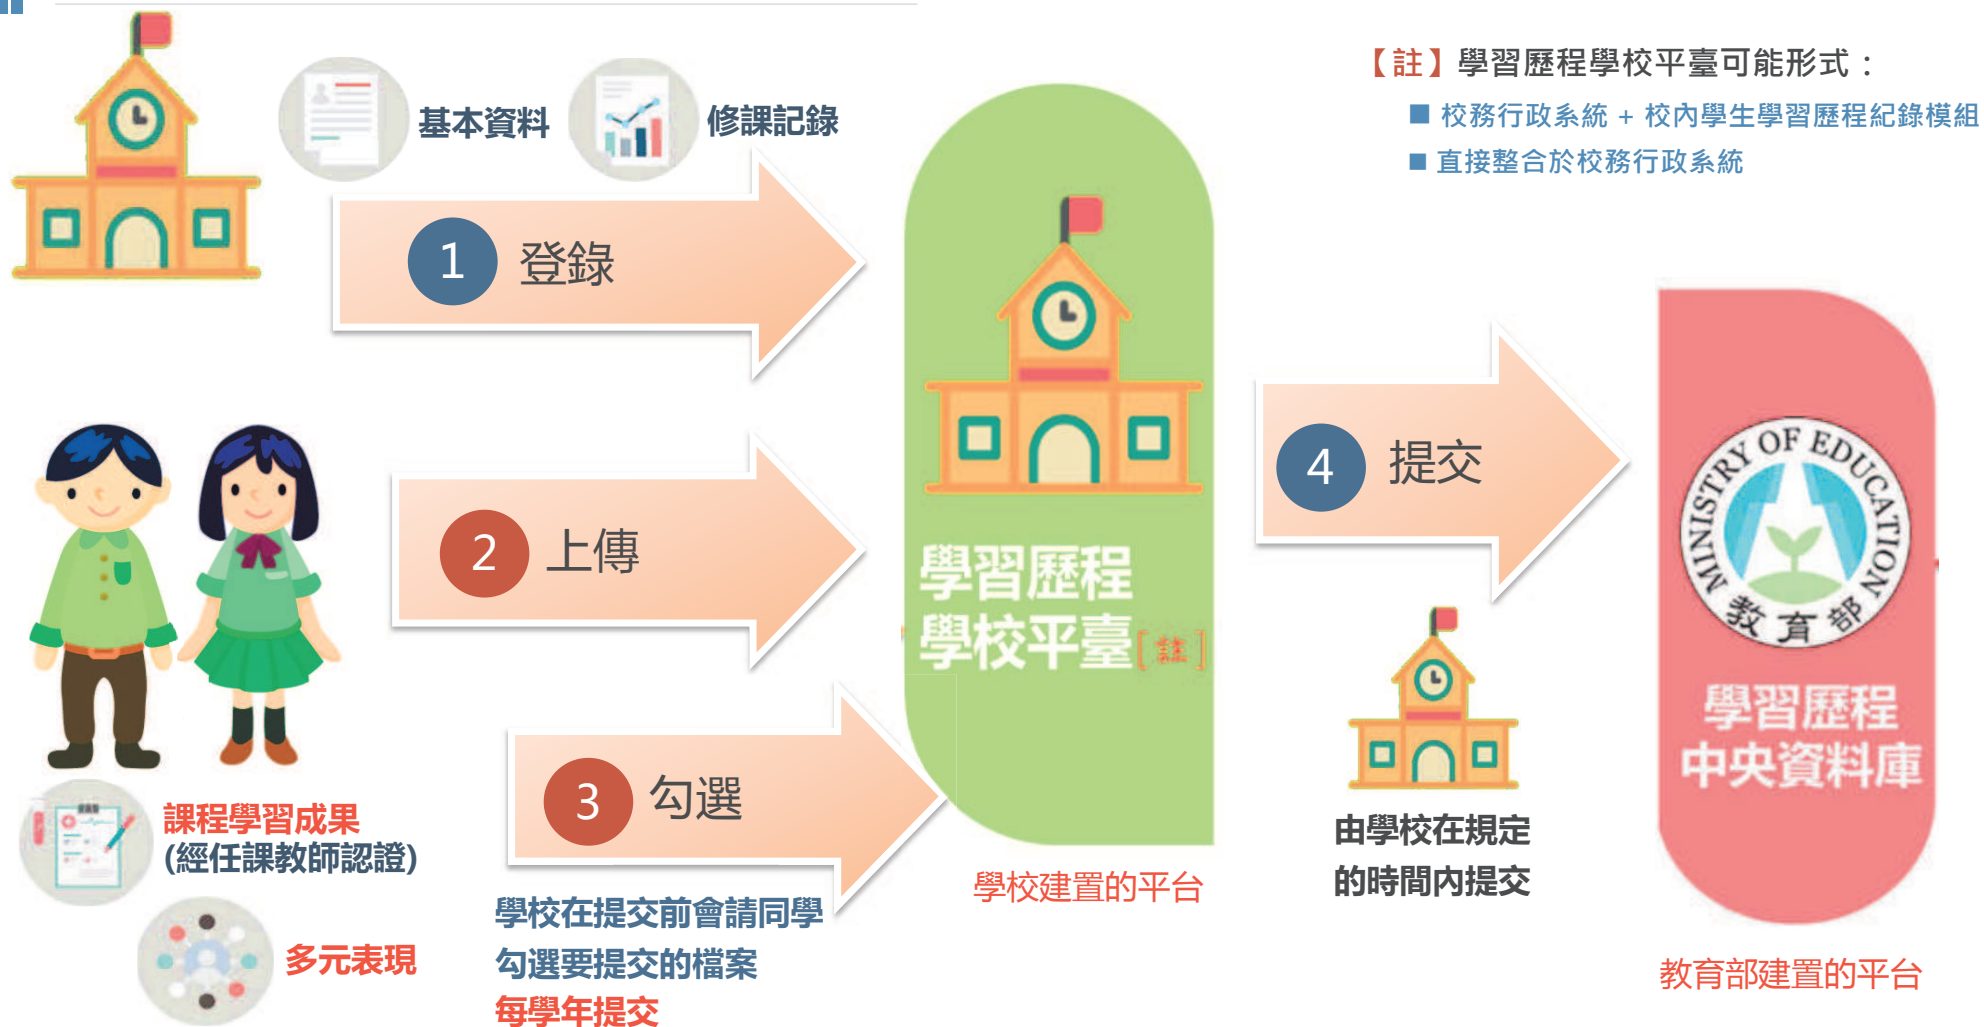 【註】學習歷程學校平臺可能形式：
校務行政系統 + 校內學生學習歷程紀錄模組
直接整合於校務行政系統
基本資料
修課記錄
1 登錄
2 上傳
3 勾選
學校在提交前會請同學
勾選要提交的檔案
每學年提交
課程學習成果
(經任課教師認證)
多元表現
學習歷程
學校平臺[註]
學校建置的平台
4 提交
由學校在規定
的時間內提交
MINISTRY OF EDUCATION
教育部
學習歷程
中央資料庫
教育部建置的平台